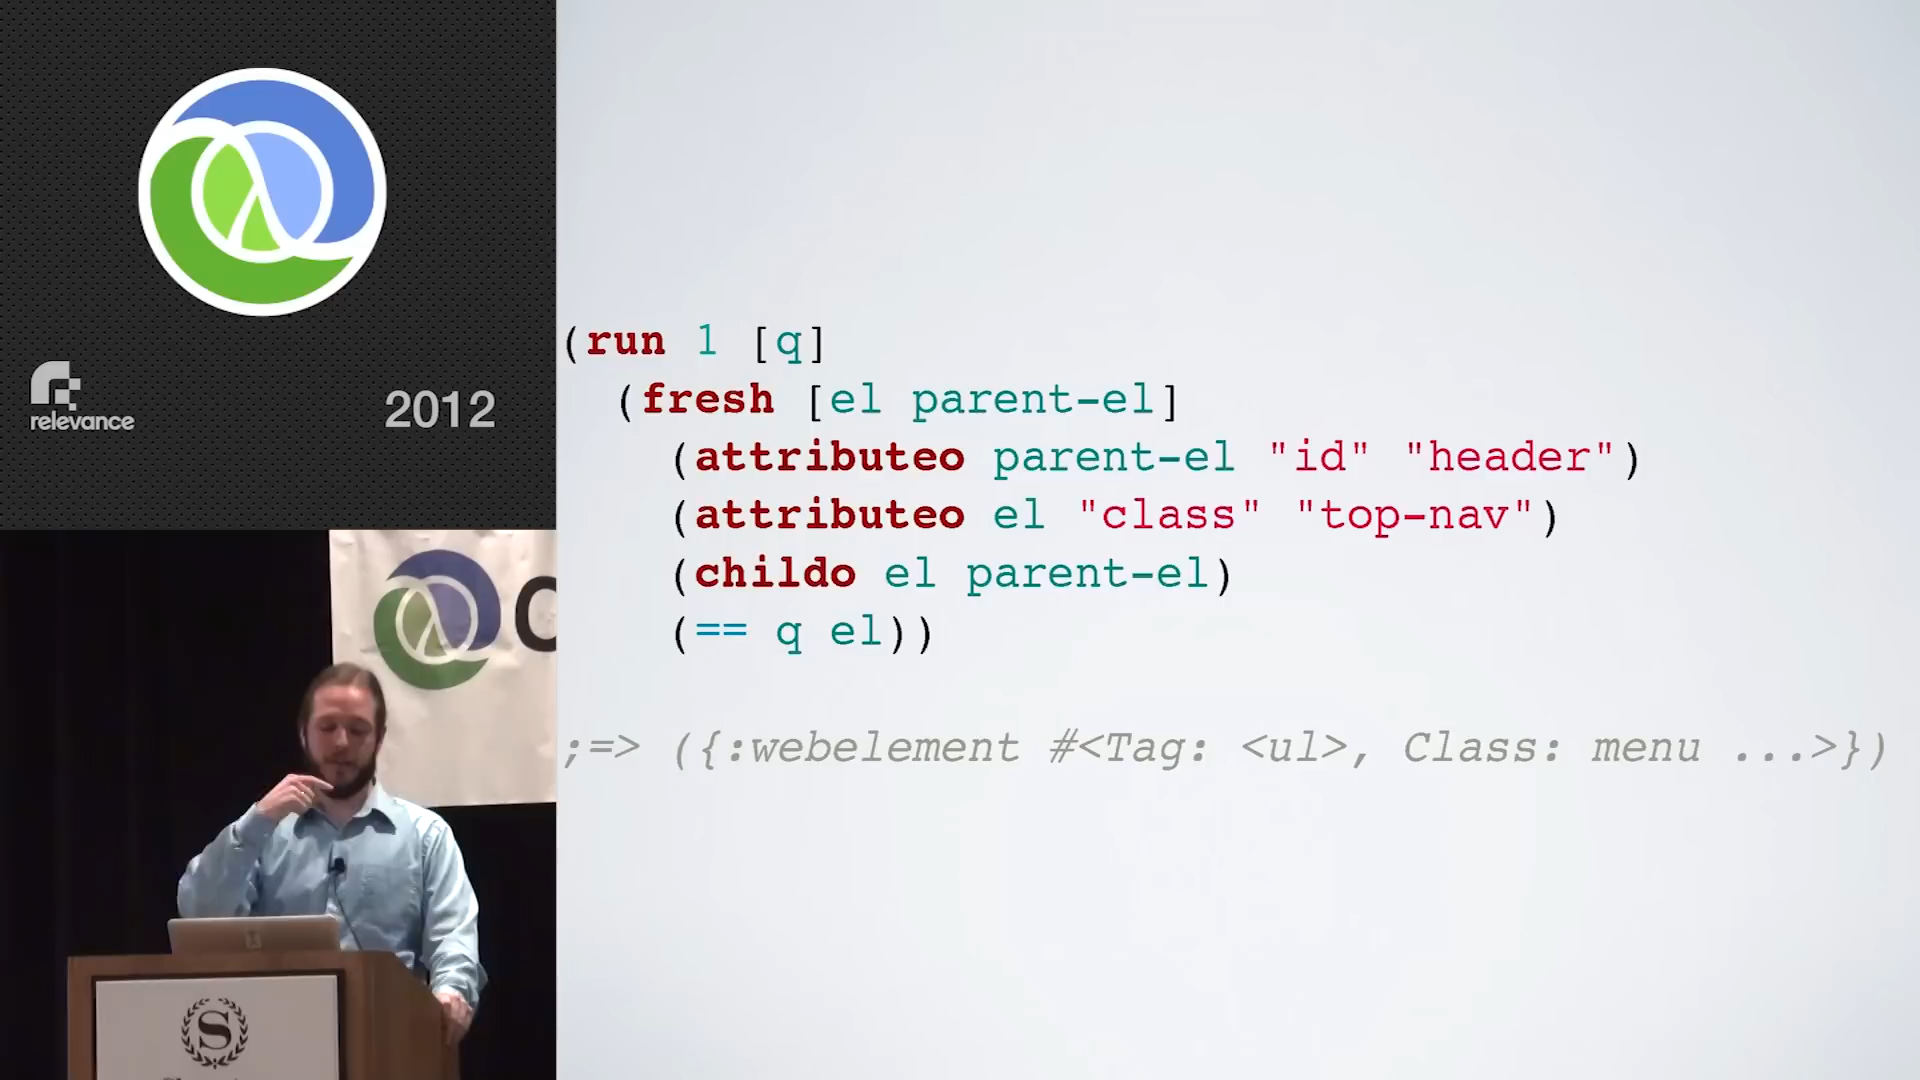 relevance
2012
(run 1 [q]
(fresh [el parent-el]
(attributeo parent-el "id" "header")
(attributeo el "class" "top-nav")
(childo el parent-el)
(== q el))
;=> ({:webelement #<Tag: <ul>, Class: menu ...>})
C
S